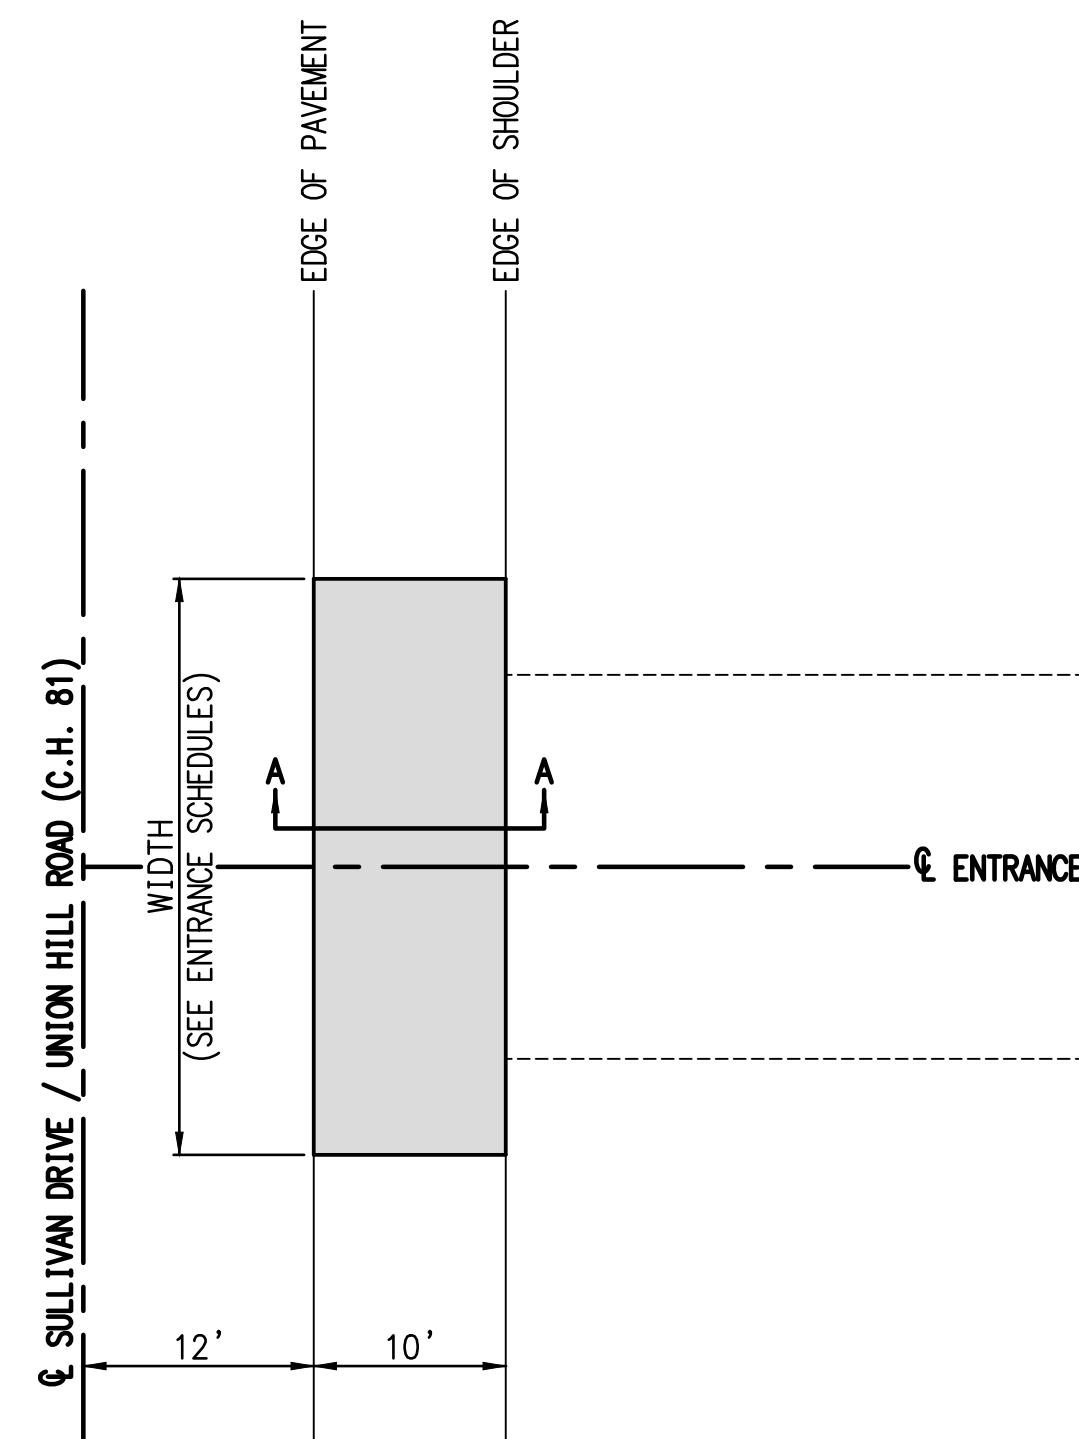 EDGE OF PAVEMENT
EDGE OF SHOULDER
℄ SULLIVAN DRIVE / UNION HILL ROAD (C.H. 81)
WIDTH
(SEE ENTRANCE SCHEDULES)
A
A
℄ ENTRANCE
12'
10'